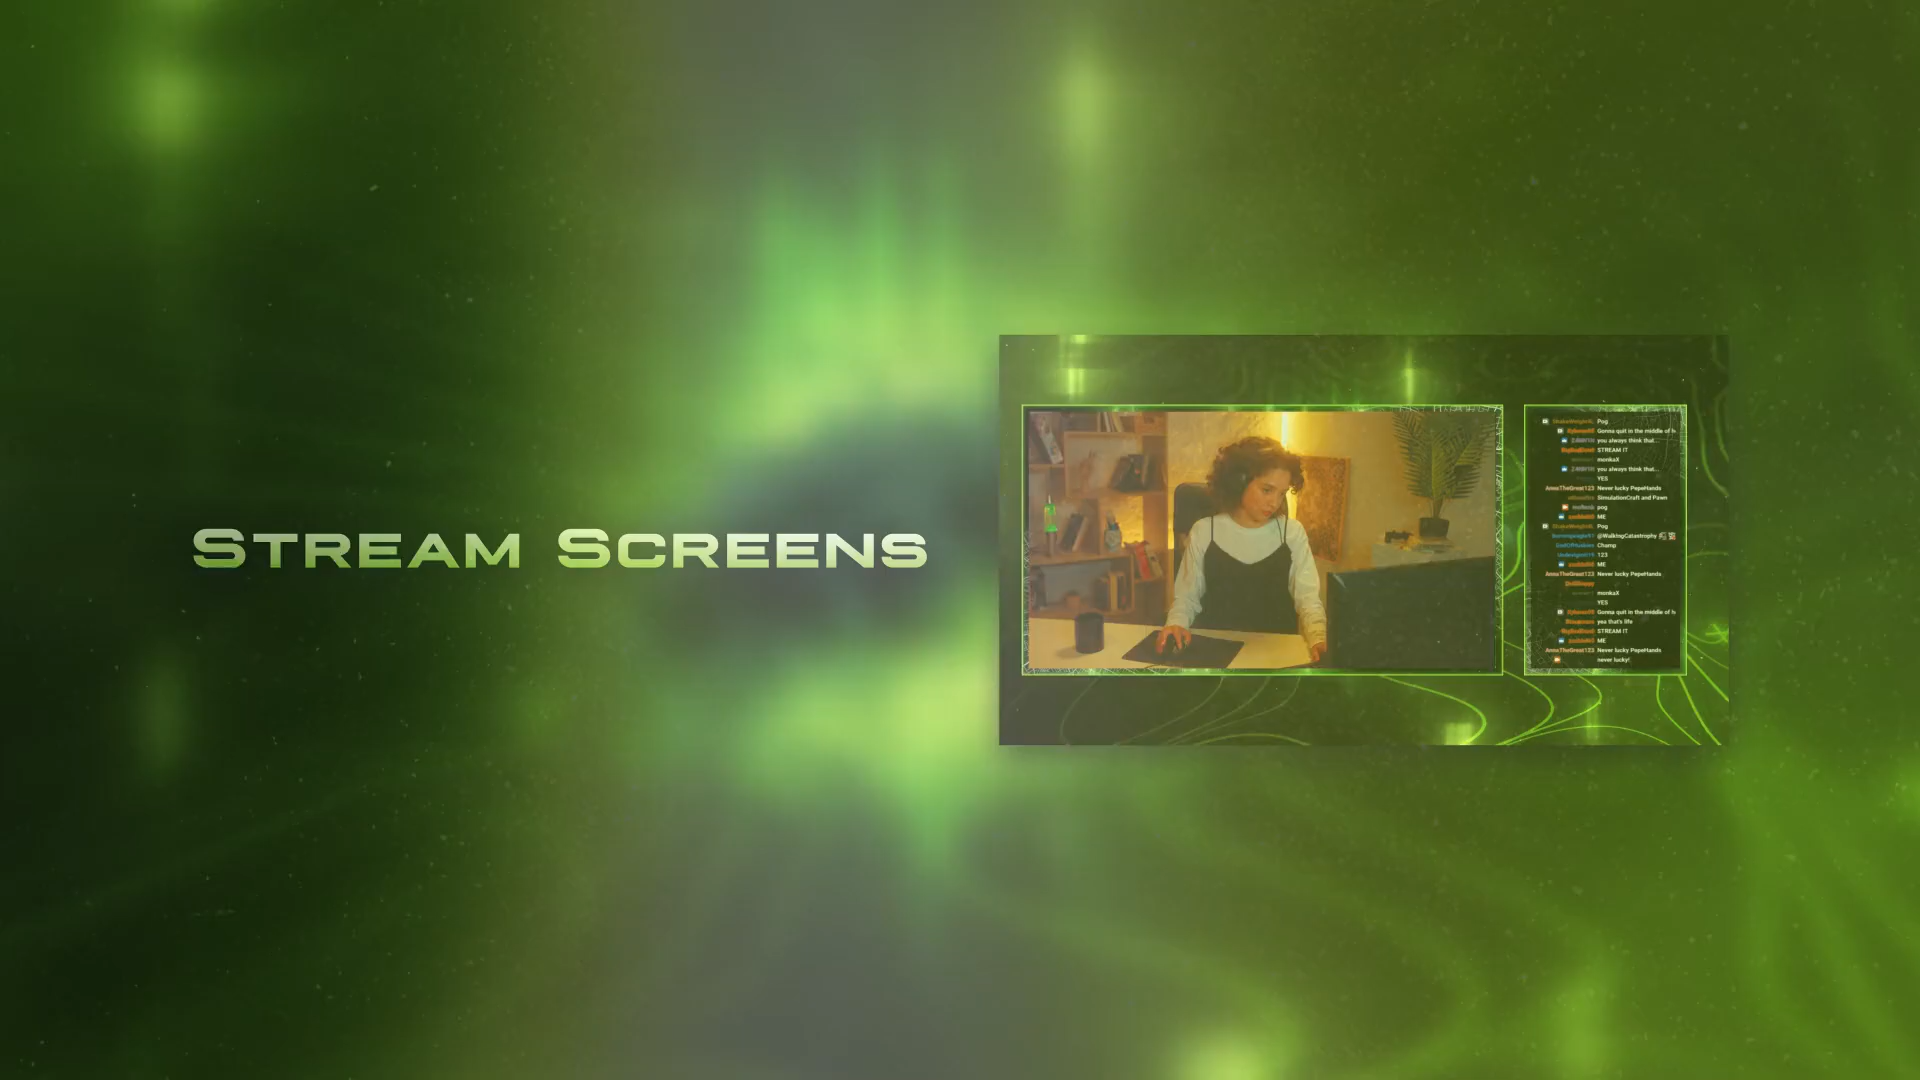 STREAM SCREENS
Pog
Gonna quit in the middle of
you always think that...
STREAM IT
monkaX
you always think that...
YES
AnnaTheGreat123 Never lucky PepeHands
SimulationCraft and Pawn
pog
ME
Pog
@WalkingCatastrophy
Champ
123
ME
AnnaTheGreat123 Never lucky PepeHands
monkaX
YES
Gonna quit in the middle of
yea that's life
STREAM IT
ME
AnnaTheGreat123 Never lucky PepeHands
never lucky!